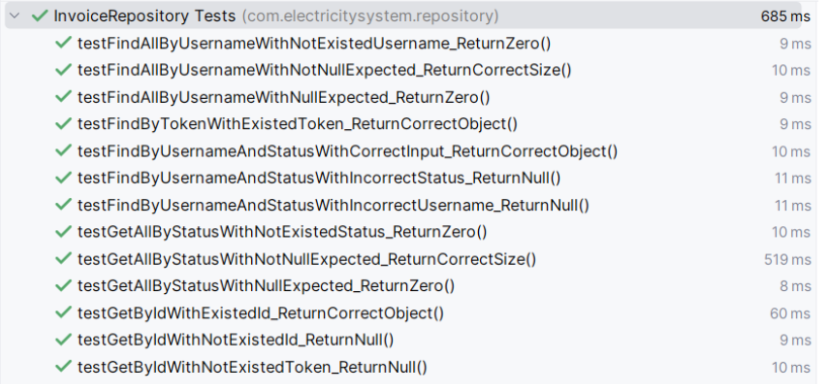 InvoiceRepository Tests (com.electricitysystem.repository) 685 ms
testFindAllByUsernameWithNotExistedUsername_ReturnZero() 9 ms
testFindAllByUsernameWithNotNullExpected_ReturnCorrectSize() 10 ms
testFindAllByUsernameWithNullExpected_ReturnZero() 9 ms
testFindByTokenWithExistedToken_ReturnCorrectObject() 9 ms
testFindByUsernameAndStatusWithCorrectInput_ReturnCorrectObject() 10 ms
testFindByUsernameAndStatusWithIncorrectStatus_ReturnNull() 11 ms
testFindByUsernameAndStatusWithIncorrectUsername_ReturnNull() 11 ms
testGetAllByStatusWithNotExistedStatus_ReturnZero() 10 ms
testGetAllByStatusWithNotNullExpected_ReturnCorrectSize() 519 ms
testGetAllByStatusWithNullExpected_ReturnZero() 8 ms
testGetByIdWithExistedId_ReturnCorrectObject() 60 ms
testGetByIdWithNotExistedId_ReturnNull() 9 ms
testGetByIdWithNotExistedToken_ReturnNull() 10 ms